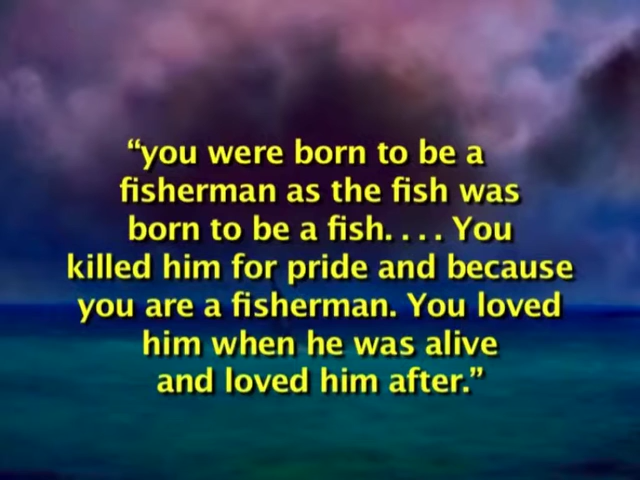 “you were born to be a
fisherman as the fish was
born to be a fish. . . . You
killed him for pride and because
you are a fisherman. You loved
him when he was alive
and loved him after.”